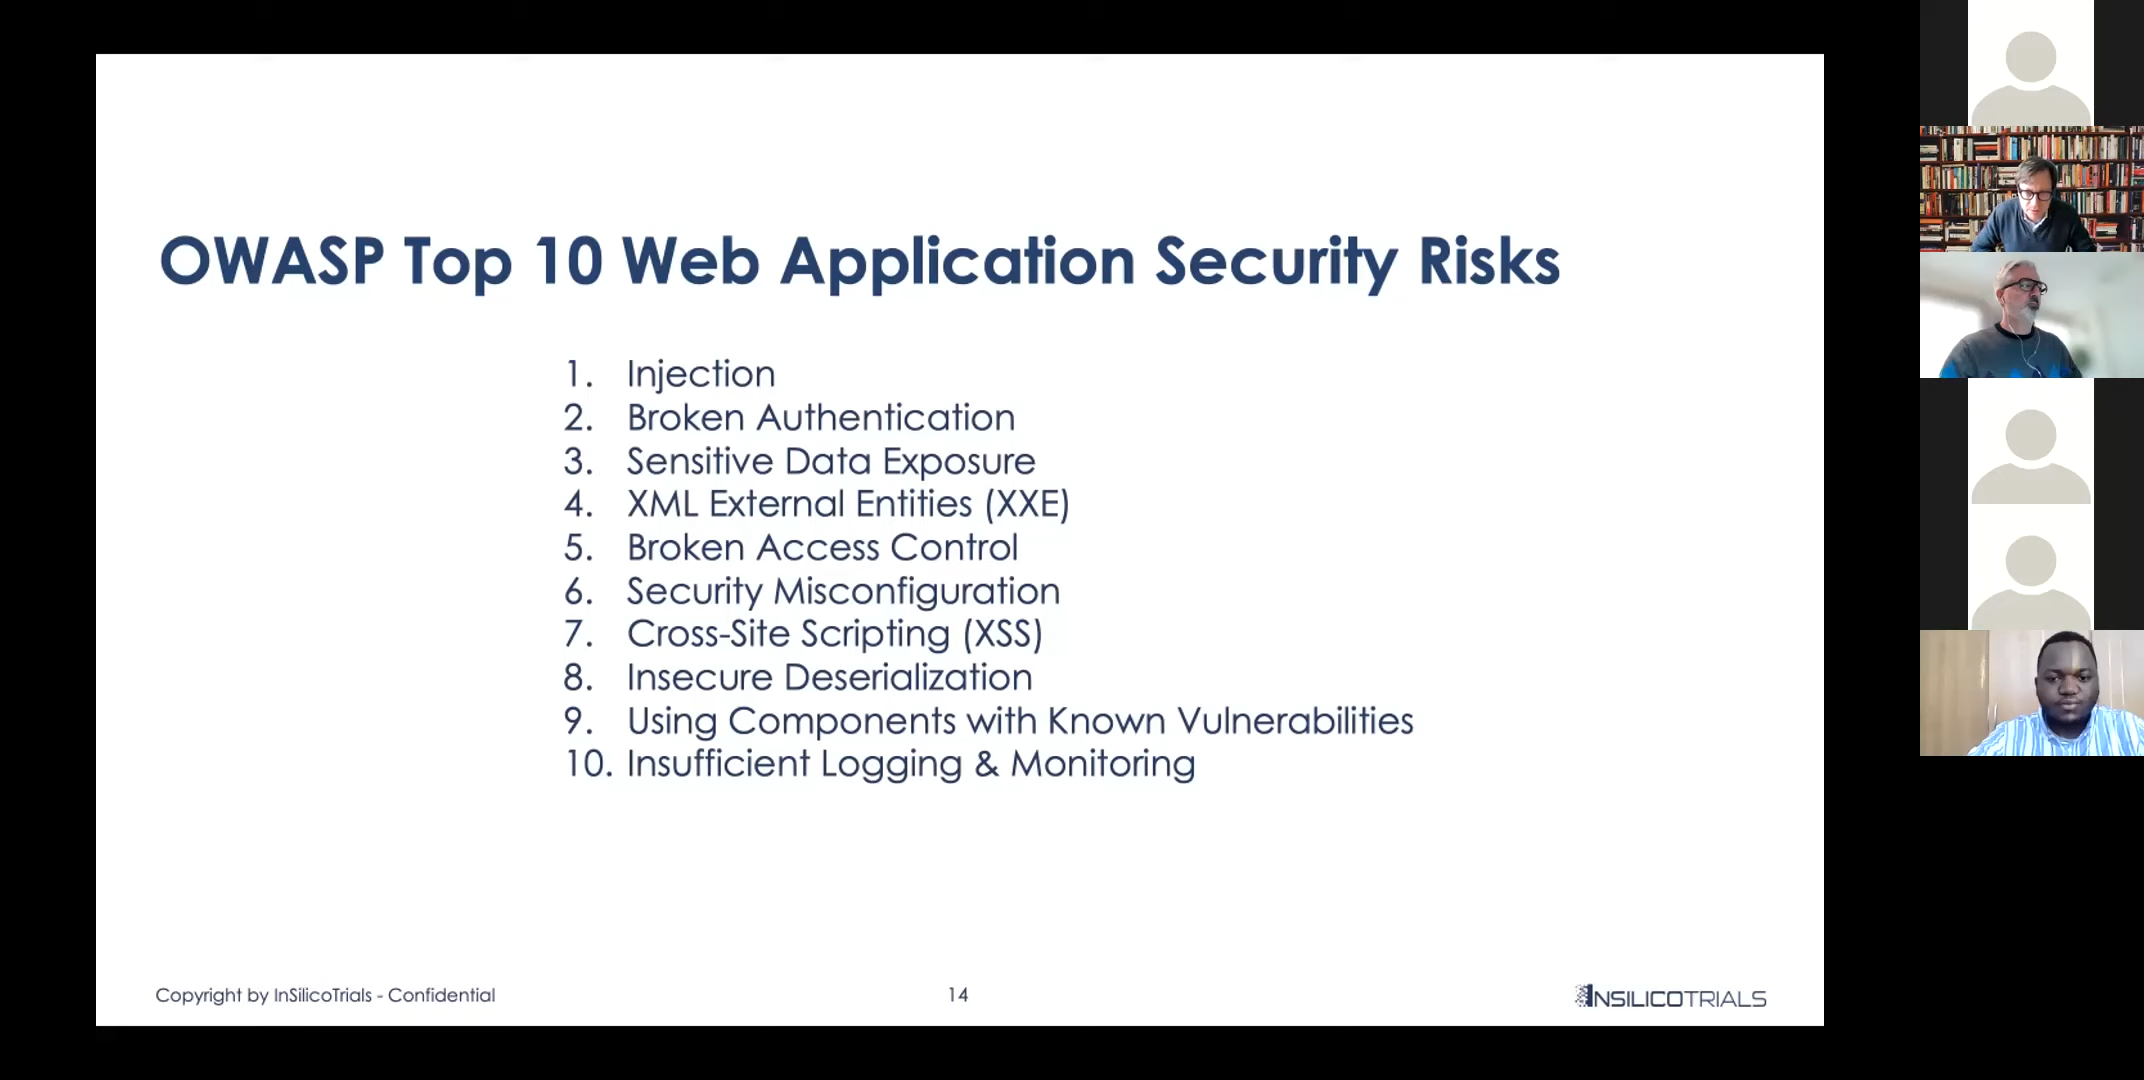 OWASP Top 10 Web Application Security Risks
1. Injection
2. Broken Authentication
3. Sensitive Data Exposure
4. XML External Entities (XXE)
5. Broken Access Control
6. Security Misconfiguration
7. Cross-Site Scripting (XSS)
8. Insecure Deserialization
9. Using Components with Known Vulnerabilities
10. Insufficient Logging & Monitoring
Copyright by InSilicoTrials - Confidential
14
INSILICOTRIALS